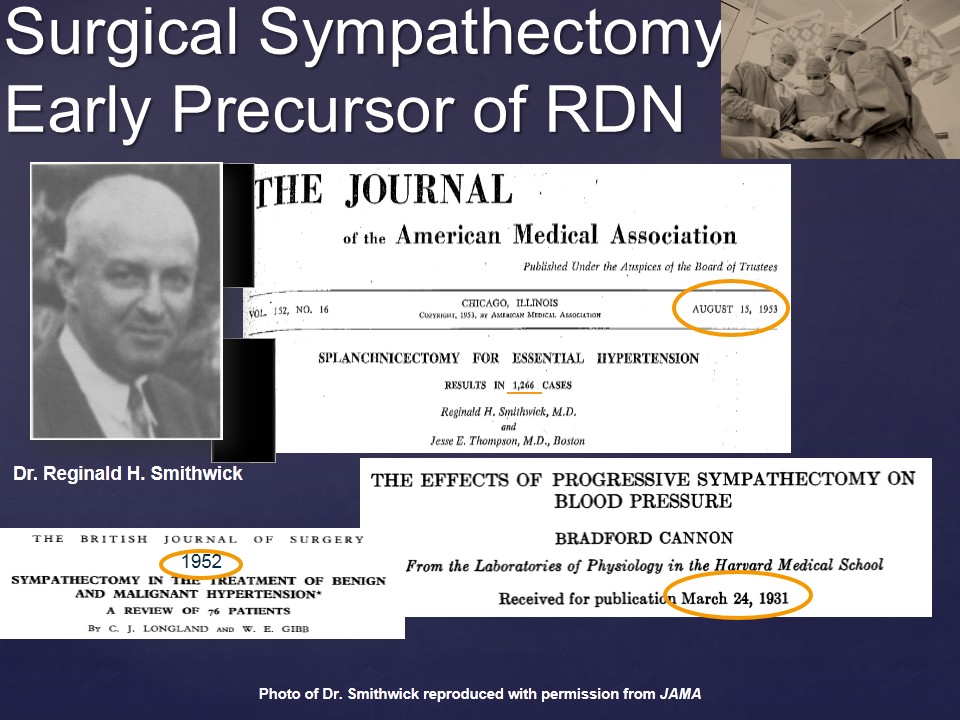 Surgical Sympathectomy
Early Precursor of RDN
THE JOURNAL
of the American Medical Association
Published Under the Auspices of the Board of Trustees
VOL. 152, NO. 16
CHICAGO, ILLINOIS
COPYRIGHT, 1953, BY AMERICAN MEDICAL ASSOCIATION
AUGUST 15, 1953
SPLANCHNICECTOMY FOR ESSENTIAL HYPERTENSION
RESULTS IN 1,266 CASES
Reginald H. Smithwick, M.D.
and
Jesse E. Thompson, M.D., Boston
Dr. Reginald H. Smithwick
THE EFFECTS OF PROGRESSIVE SYMPATHECTOMY ON
BLOOD PRESSURE
BRADFORD CANNON
From the Laboratories of Physiology in the Harvard Medical School
Received for publication March 24, 1931
THE BRITISH JOURNAL OF SURGERY
1952
SYMPATHECTOMY IN THE TREATMENT OF BENIGN
AND MALIGNANT HYPERTENSION*
A REVIEW OF 76 PATIENTS
BY C. J. LONGLAND AND W. E. GIBB
Photo of Dr. Smithwick reproduced with permission from JAMA